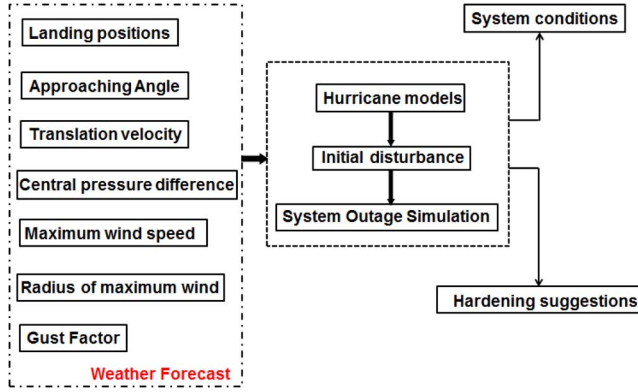 Landing positions
Approaching Angle
Translation velocity
Central pressure difference
Maximum wind speed
Radius of maximum wind
Gust Factor
Weather Forecast
Hurricane models
Initial disturbance
System Outage Simulation
System conditions
Hardening suggestions